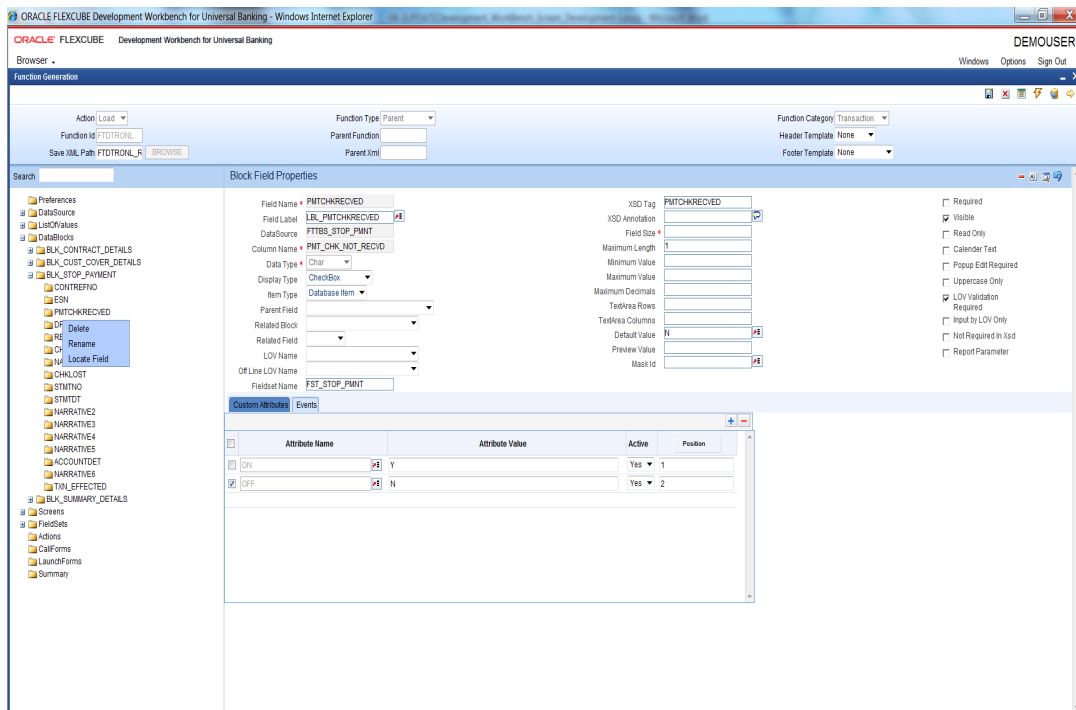 ORACLE FLEXCUBE Development Workbench for Universal Banking - Windows Internet Explorer
ORACLE FLEXCUBE Development Workbench for Universal Banking
DEMOUSER
Browser
Windows Options Sign Out
Function Generation
Action Load
Function Type Parent
Function Category Transaction
Function Id FTDTRONL
Parent Function
Header Template None
Save XML Path FTDTRONL_R BROWSE
Parent Xml
Footer Template None
Search
Preferences
DataSource
ListOfValues
DataBlocks
BLK_CONTRACT_DETAILS
BLK_CUST_COVER_DETAILS
BLK_STOP_PAYMENT
CONTREFNO
ESN
PMTCHKRECVED
Delete
Rename
Locate Field
CHKLOST
STMTNO
STMTDT
NARRATIVE2
NARRATIVE3
NARRATIVE4
NARRATIVE5
ACCOUNTDET
NARRATIVE6
TXN_EFFECTED
BLK_SUMMARY_DETAILS
Screens
FieldSets
Actions
CallForms
LaunchForms
Summary
Block Field Properties
Field Name * PMTCHKRECVED
Field Label LBL_PMTCHKRECVED
DataSource FTTBS_STOP_PMNT
Column Name * PMT_CHK_NOT_RECVD
Data Type * Char
Display Type CheckBox
Item Type Database Item
Parent Field
Related Block
Related Field
LOV Name
Off Line LOV Name
Fieldset Name FST_STOP_PMNT
XSD Tag PMTCHKRECVED
XSD Annotation
Field Size *
Maximum Length 1
Minimum Value
Maximum Value
Maximum Decimals
TextArea Rows
TextArea Columns
Default Value N
Preview Value
Mask Id
Required
Visible
Read Only
Calender Text
Popup Edit Required
Uppercase Only
LOV Validation
Required
Input by LOV Only
Not Required In Xsd
Report Parameter
Custom Attributes Events
Attribute Name Attribute Value Active Position
ON Y Yes 1
OFF N Yes 2